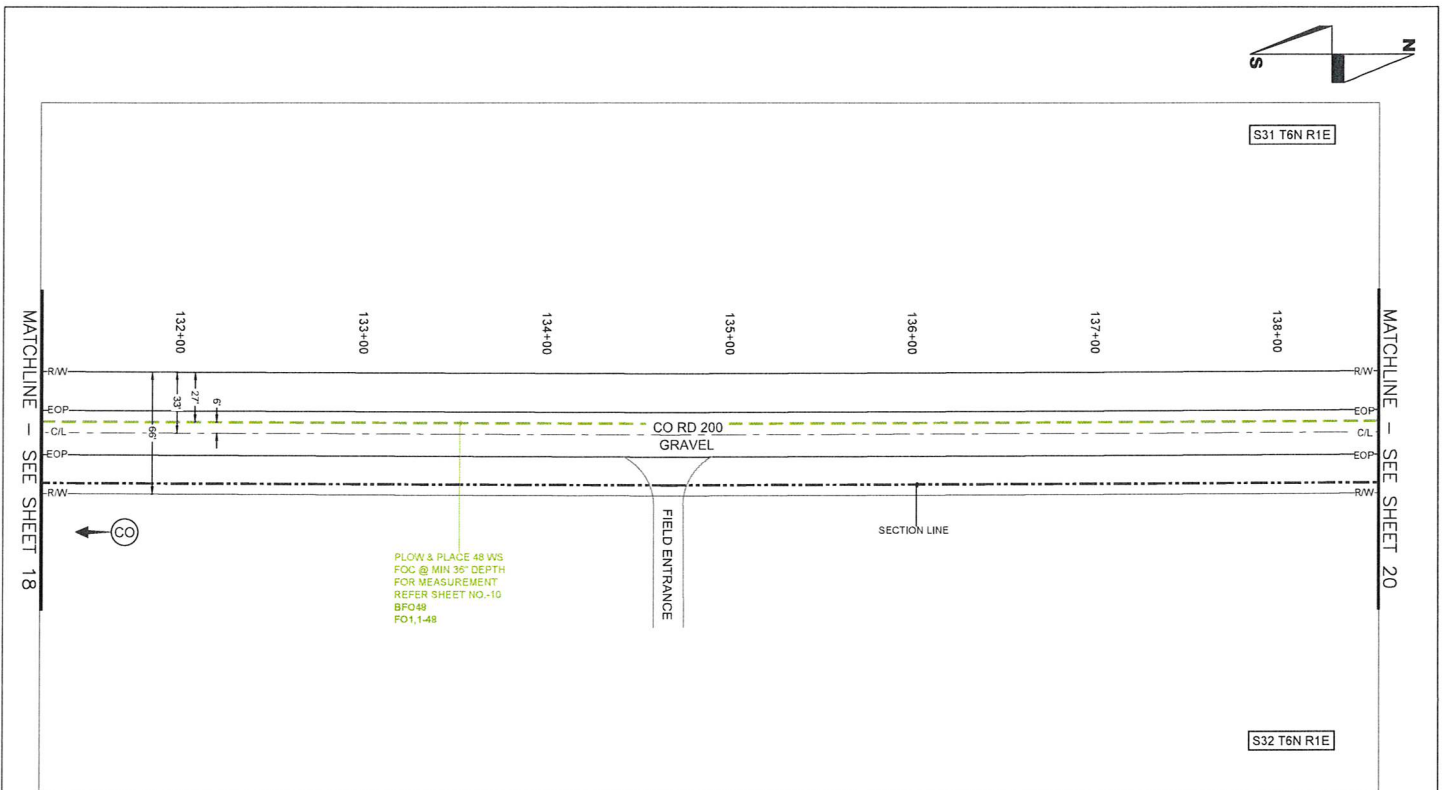 N
S
S31 T6N R1E
MATCHLINE - SEE SHEET 18
132+00
133+00
134+00
135+00
136+00
137+00
138+00
MATCHLINE - SEE SHEET 20
R/W
R/W
6'
27'
33'
66'
EOP
EOP
C/L
CO RD 200
C/L
GRAVEL
EOP
EOP
R/W
R/W
CO
FIELD ENTRANCE
SECTION LINE
PLOW & PLACE 48 WS
FOC @ MIN 36" DEPTH
FOR MEASUREMENT
REFER SHEET NO.-10
BFO48
FO1,1-48
S32 T6N R1E